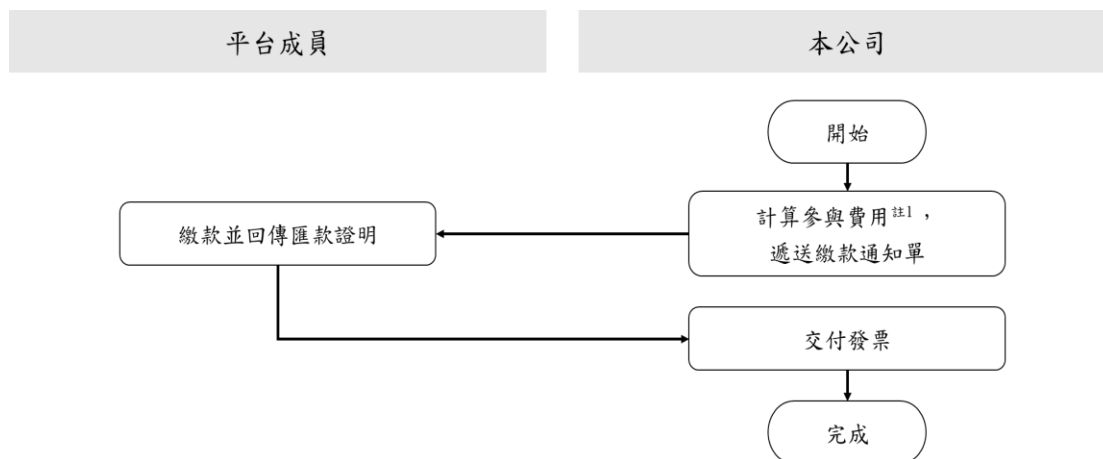 平台成員
本公司
開始
計算參與費用註1,
遞送繳款通知單
繳款並回傳匯款證明
交付發票
完成